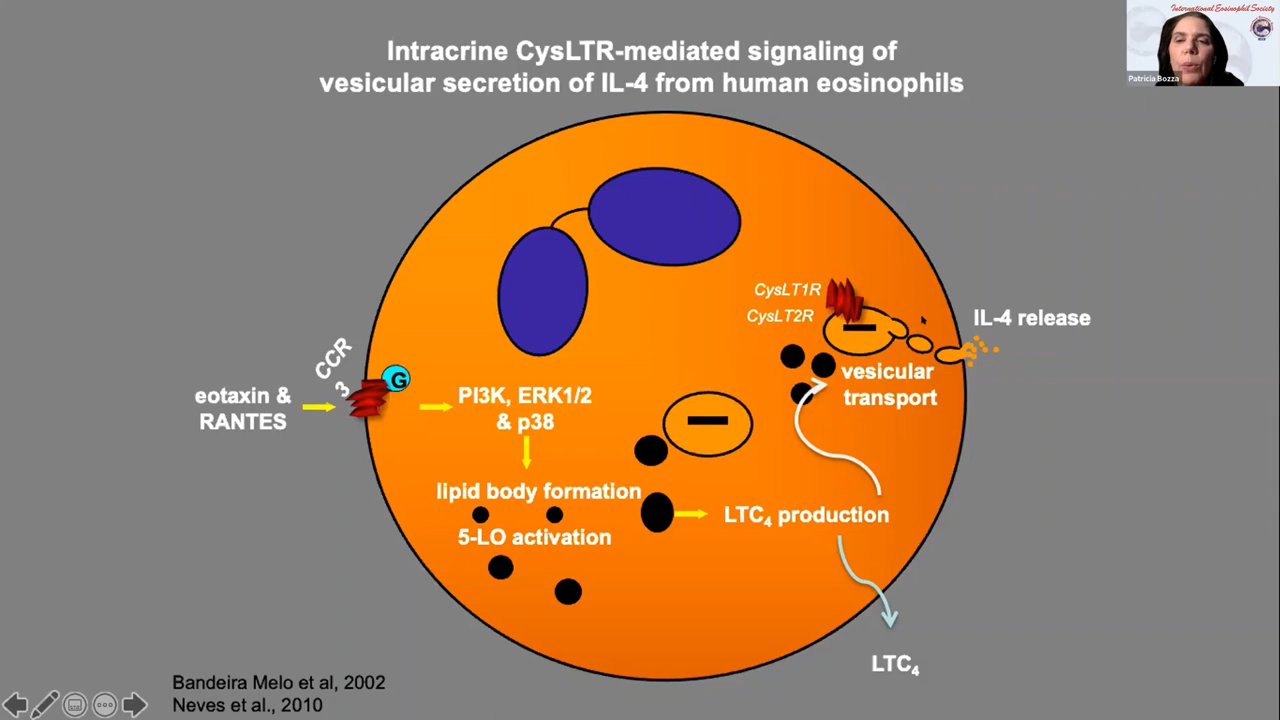 International Eosinophil Society
Patricia Bozza
Intracrine CysLTR-mediated signaling of
vesicular secretion of IL-4 from human eosinophils
CysLT1R
CysLT2R
IL-4 release
CCR
3
G
eotaxin &
RANTES
PI3K, ERK1/2
& p38
vesicular
transport
lipid body formation
5-LO activation
LTC₄ production
LTC₄
Bandeira Melo et al, 2002
Neves et al., 2010